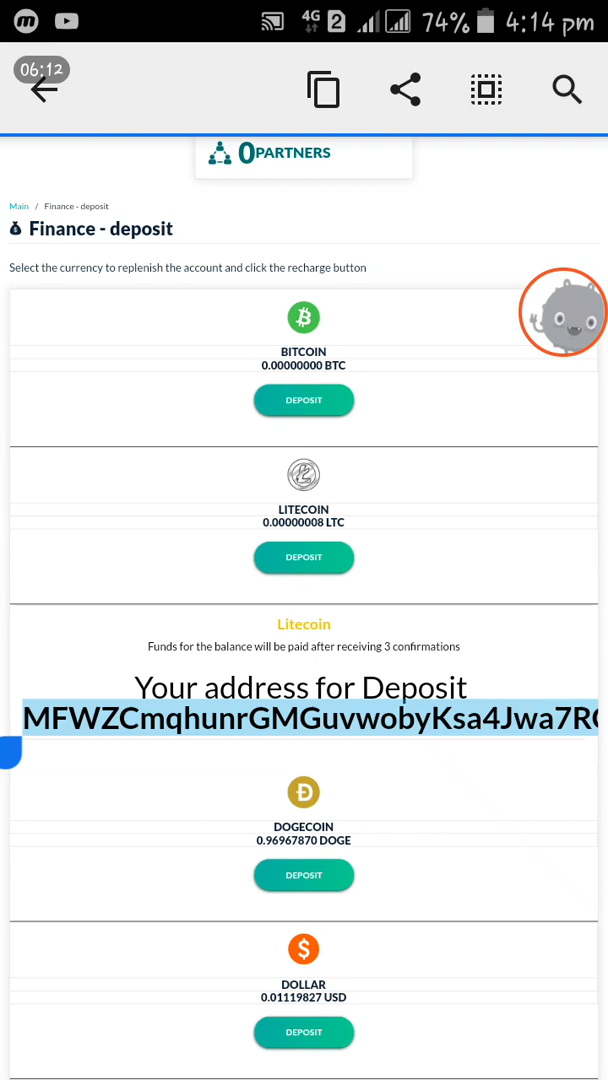 4G 2 74% 4:14 pm
06:12
0PARTNERS
Main / Finance - deposit
Finance - deposit
Select the currency to replenish the account and click the recharge button
BITCOIN
0.00000000 BTC
DEPOSIT
LITECOIN
0.00000008 LTC
DEPOSIT
Litecoin
Funds for the balance will be paid after receiving 3 confirmations
Your address for Deposit
MFWZCmqhunrGMGuvwobyKsa4Jwa7R
DOGECOIN
0.96967870 DOGE
DEPOSIT
DOLLAR
0.01119827 USD
DEPOSIT